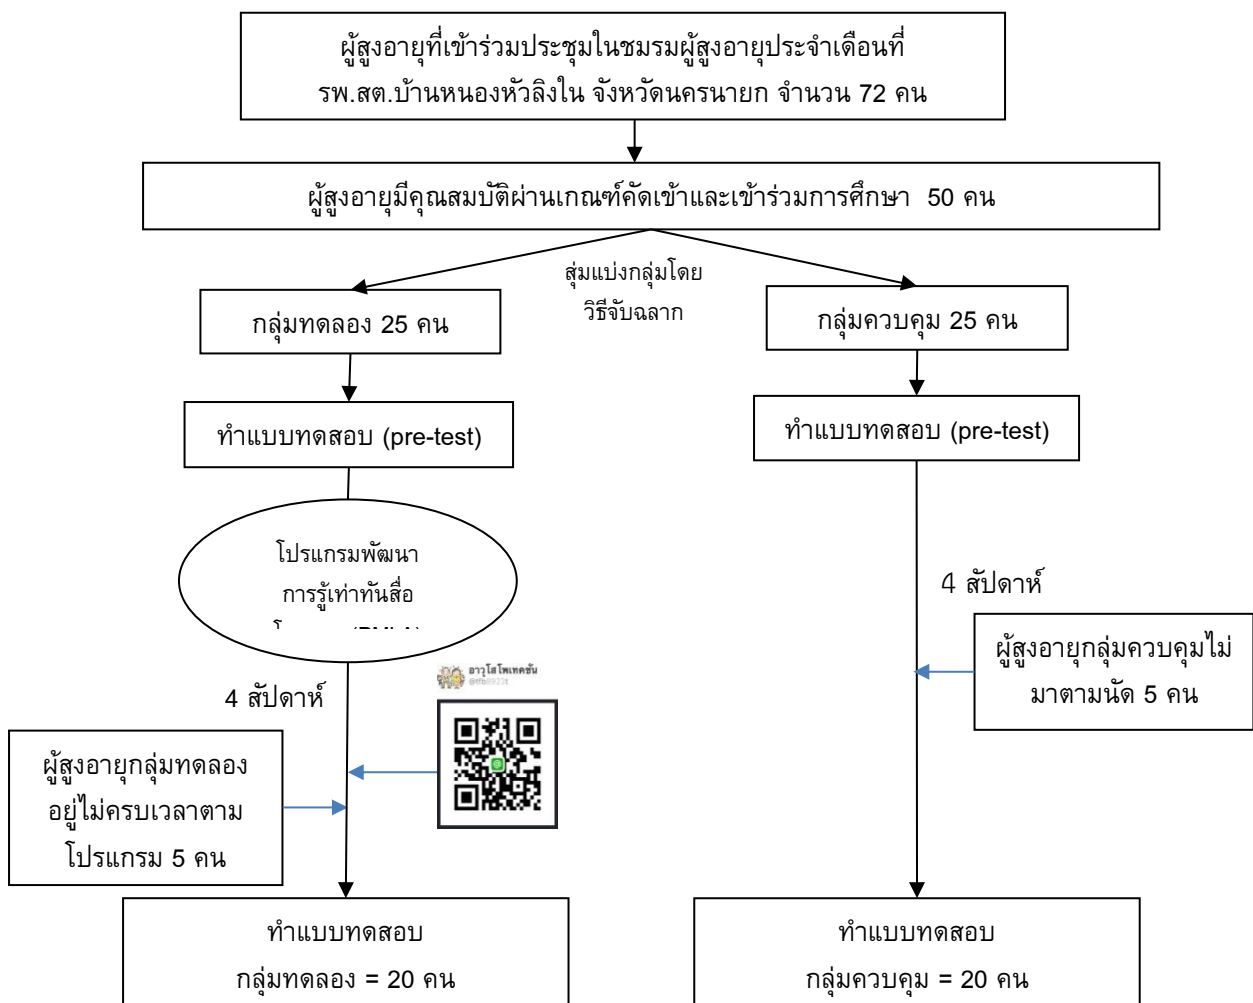 ผู้สูงอายุที่เข้าร่วมประชุมในชมรมผู้สูงอายุประจำเดือนที่
รพ.สต.บ้านหนองหัวลิงใน จังหวัดนครนายก จำนวน 72 คน
ผู้สูงอายุมีคุณสมบัติผ่านเกณฑ์คัดเข้าและเข้าร่วมการศึกษา 50 คน
สุ่มแบ่งกลุ่มโดย
วิธีจับฉลาก
กลุ่มทดลอง 25 คน
กลุ่มควบคุม 25 คน
ทำแบบทดสอบ (pre-test)
ทำแบบทดสอบ (pre-test)
โปรแกรมพัฒนา
การรู้เท่าทันสื่อ
4 สัปดาห์
ผู้สูงอายุกลุ่มควบคุมไม่
มาตามนัด 5 คน
อาวุโสโพเทคชัน
4 สัปดาห์
ผู้สูงอายุกลุ่มทดลอง
อยู่ไม่ครบเวลาตาม
โปรแกรม 5 คน
ทำแบบทดสอบ
กลุ่มทดลอง = 20 คน
ทำแบบทดสอบ
กลุ่มควบคุม = 20 คน